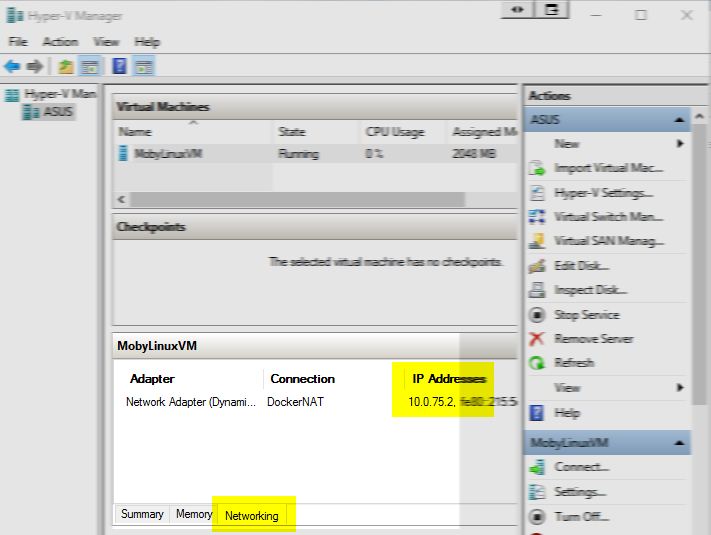 Hyper-V Manager
File Action View Help
Hyper-V Man
ASUS
Virtual Machines
Name State CPU Usage Assigned M
MobyLinuxVM Running 0 % 2048 MB
Checkpoints
The selected virtual machine has no checkpoints.
MobyLinuxVM
Adapter Connection IP Addresses
Network Adapter (Dynami... DockerNAT 10.0.75.2, fe80::215:5
Summary Memory Networking
Actions
ASUS
New
Import Virtual Mac...
Hyper-V Settings...
Virtual Switch Man...
Virtual SAN Manag...
Edit Disk...
Inspect Disk...
Stop Service
Remove Server
Refresh
View
Help
MobyLinuxVM
Connect...
Settings...
Turn Off...